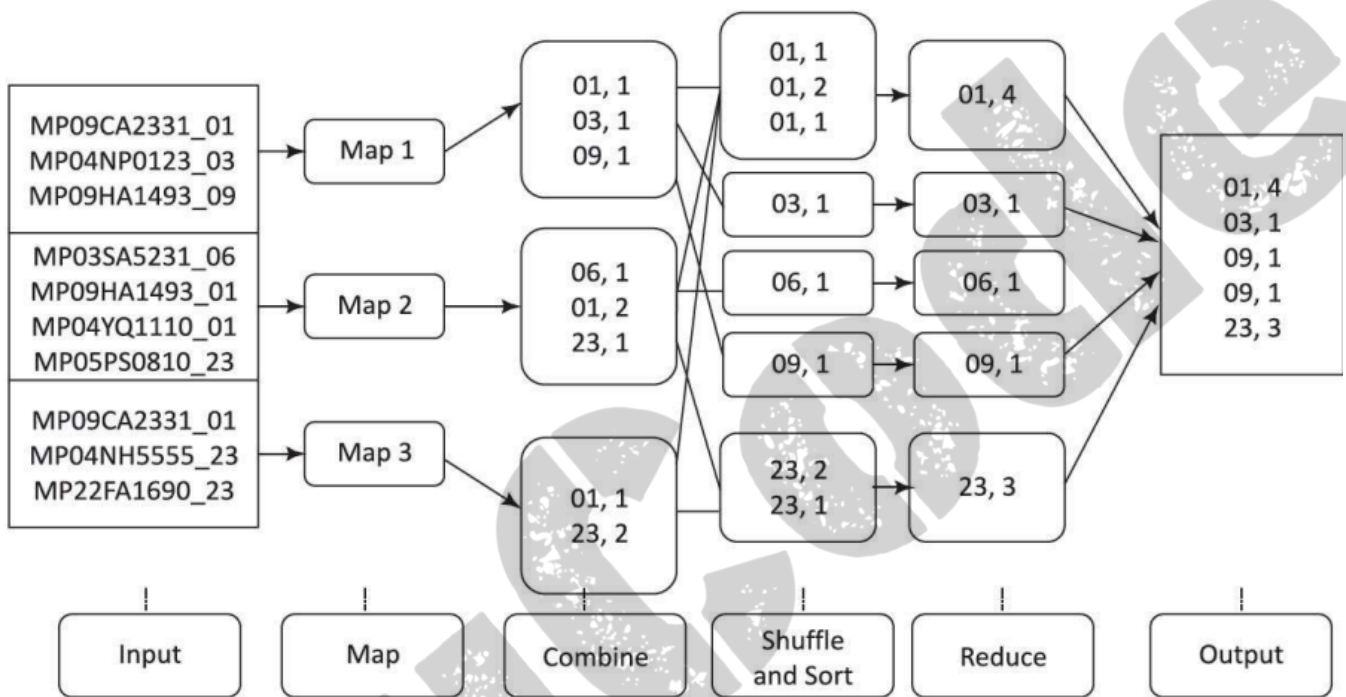 MP09CA2331_01
MP04NP0123_03
MP09HA1493_09
MP03SA5231_06
MP09HA1493_01
MP04YQ1110_01
MP05PS0810_23
MP09CA2331_01
MP04NH5555_23
MP22FA1690_23
Map 1
Map 2
Map 3
01, 1
03, 1
09, 1
06, 1
01, 2
23, 1
01, 1
23, 2
01, 1
01, 2
01, 1
03, 1
06, 1
09, 1
23, 2
23, 1
01, 4
03, 1
06, 1
09, 1
23, 3
01, 4
03, 1
09, 1
09, 1
23, 3
Input
Map
Combine
Shuffle
and Sort
Reduce
Output